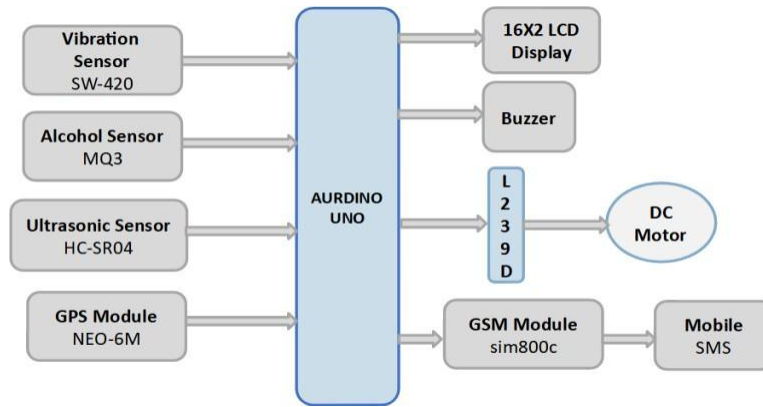 Vibration
Sensor
SW-420
Alcohol Sensor
MQ3
Ultrasonic Sensor
HC-SR04
GPS Module
NEO-6M
AURDINO
UNO
16X2 LCD
Display
Buzzer
L
2
3
9
D
DC
Motor
GSM Module
sim800c
Mobile
SMS